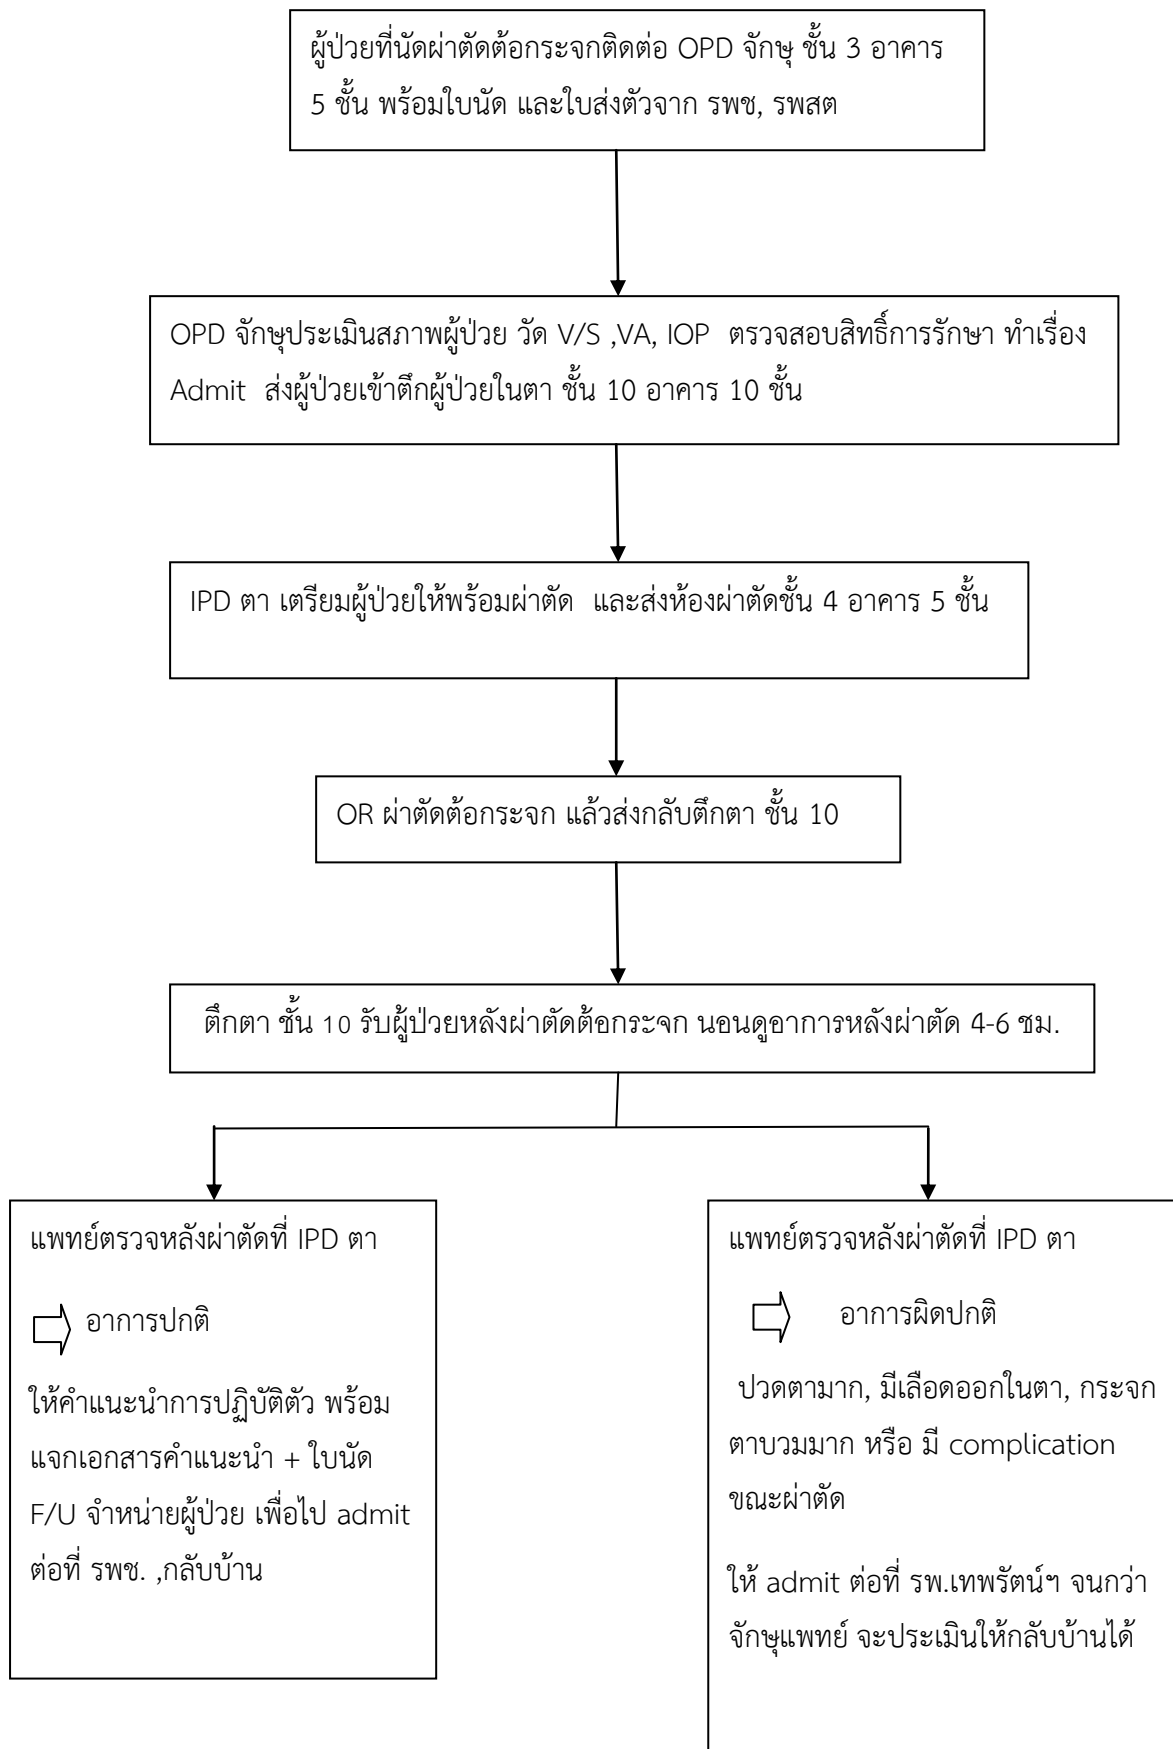 ผู้ป่วยที่นัดผ่าตัดต้อกระจกติดต่อ OPD จักษุ ชั้น 3 อาคาร
5 ชั้น พร้อมใบนัด และใบส่งตัวจาก รพช, รพสต
OPD จักษุประเมินสภาพผู้ป่วย วัด V/S ,VA, IOP ตรวจสอบสิทธิ์การรักษา ทำเรื่อง
Admit ส่งผู้ป่วยเข้าตึกผู้ป่วยในตา ชั้น 10 อาคาร 10 ชั้น
IPD ตา เตรียมผู้ป่วยให้พร้อมผ่าตัด และส่งห้องผ่าตัดชั้น 4 อาคาร 5 ชั้น
OR ผ่าตัดต้อกระจก แล้วส่งกลับตึกตา ชั้น 10
ตึกตา ชั้น 10 รับผู้ป่วยหลังผ่าตัดต้อกระจก นอนดูอาการหลังผ่าตัด 4-6 ชม.
แพทย์ตรวจหลังผ่าตัดที่ IPD ตา
อาการปกติ
ให้คำแนะนำการปฏิบัติตัว พร้อม
แจกเอกสารคำแนะนำ + ใบนัด
F/U จำหน่ายผู้ป่วย เพื่อไป admit
ต่อที่ รพช. ,กลับบ้าน
แพทย์ตรวจหลังผ่าตัดที่ IPD ตา
อาการผิดปกติ
ปวดตามาก, มีเลือดออกในตา, กระจก
ตาบวมมาก หรือ มี complication
ขณะผ่าตัด
ให้ admit ต่อที่ รพ.เทพรัตน์ฯ จนกว่า
จักษุแพทย์ จะประเมินให้กลับบ้านได้